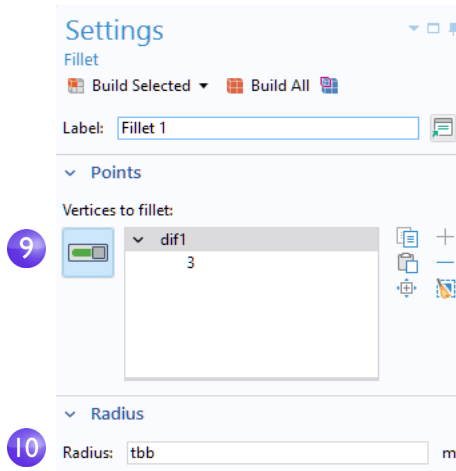 Settings
Fillet
Build Selected Build All
Label: Fillet 1
Points
Vertices to fillet:
9
dif1
3
Radius
10
Radius: tbb m